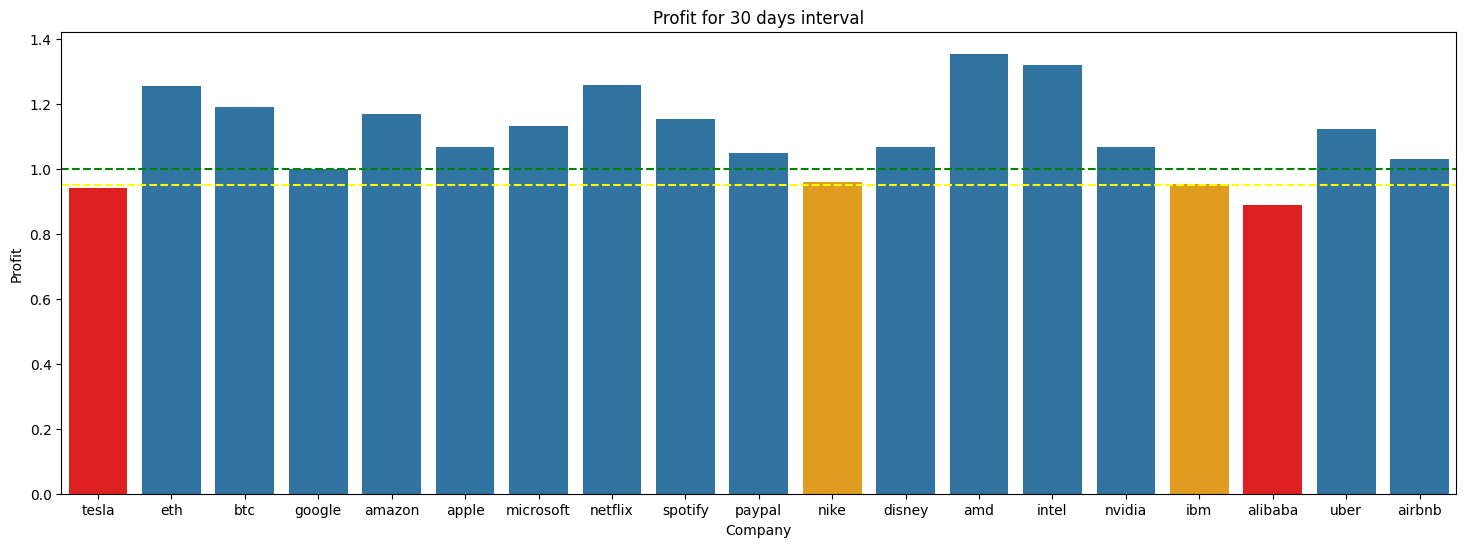 Profit for 30 days interval
1.4
1.2
1.0
0.8
0.6
0.4
0.2
0.0
Profit
tesla eth btc google amazon apple microsoft netflix spotify paypal nike disney amd intel nvidia ibm alibaba uber airbnb
Company